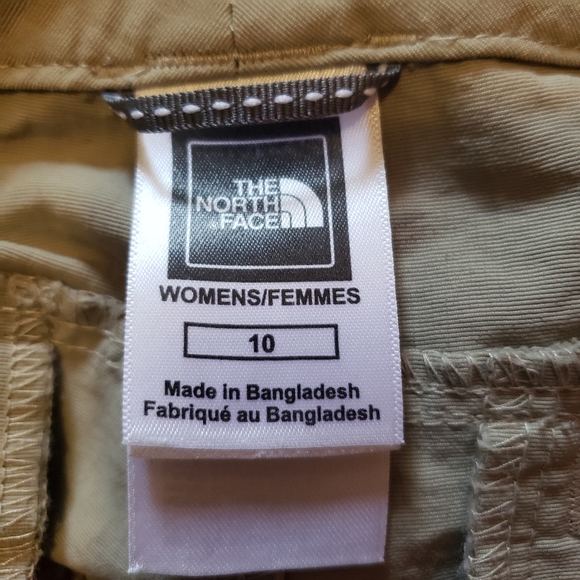 THE
NORTH
FACE
WOMENS/FEMMES
10
Made in Bangladesh
Fabriqué au Bangladesh